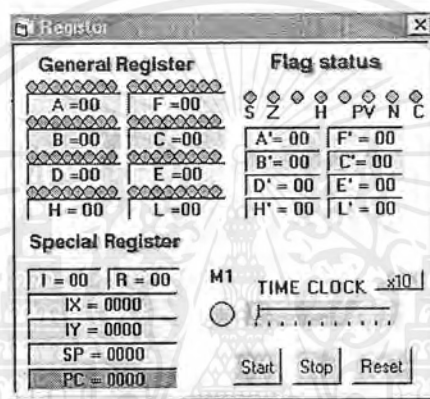 Register
General Register
A =00 F =00
B =00 C =00
D =00 E =00
H = 00 L =00
Flag status
S Z H PV N C
A'= 00 F' = 00
B'= 00 C'= 00
D' = 00 E' = 00
H' = 00 L' = 00
Special Register
I = 00 R = 00
IX = 0000
IY = 0000
SP = 0000
PC = 0000
M1
TIME CLOCK x10
Start Stop Reset